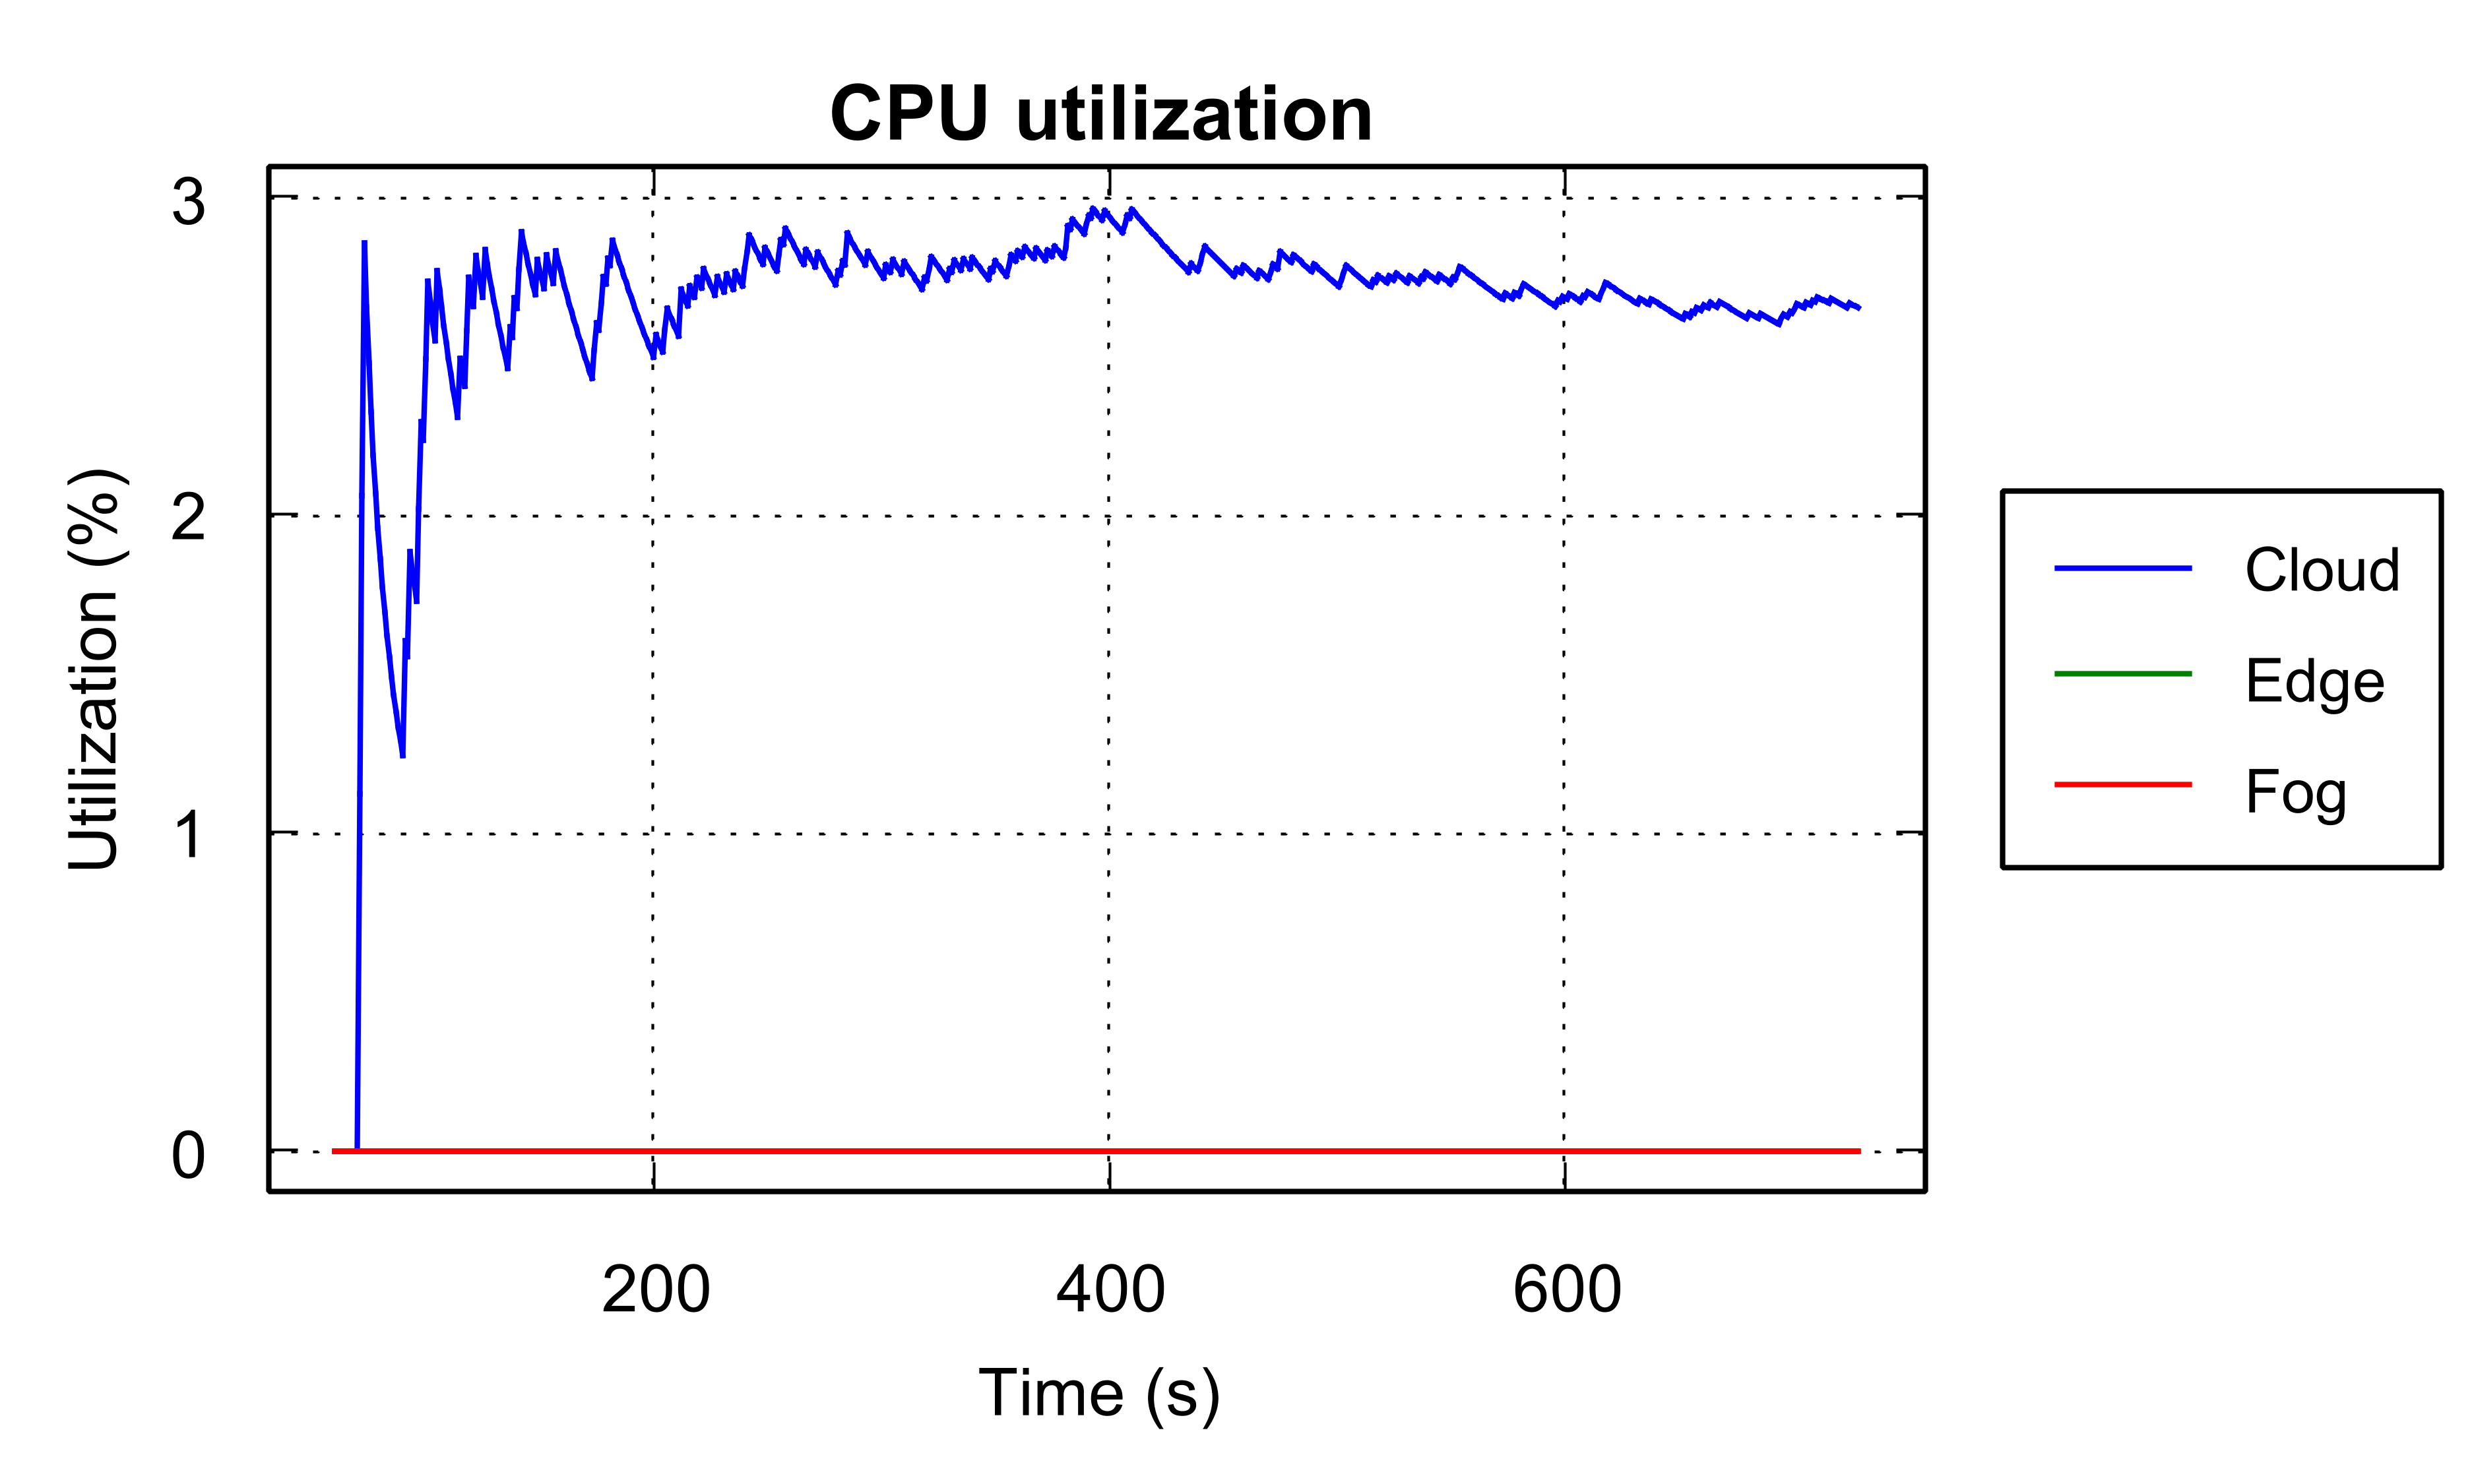 CPU utilization
3
2
1
0
Utilization (%)
200 400 600
Time (s)
Cloud
Edge
Fog